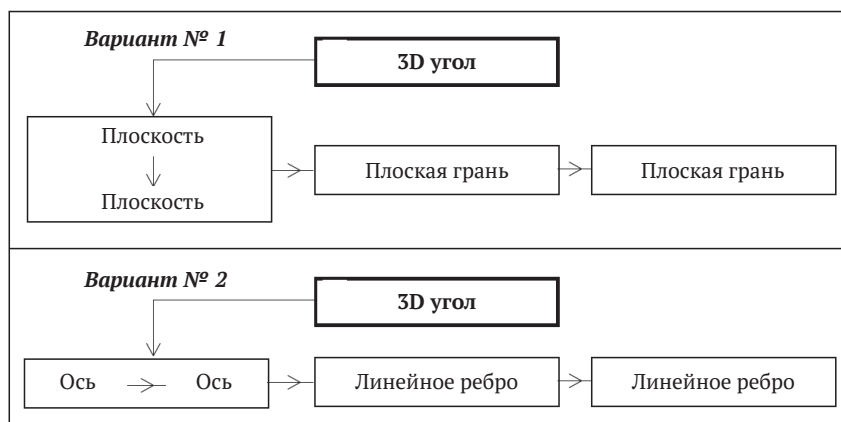 Вариант № 1
3D угол
Плоскость
Плоскость
Плоская грань
Плоская грань
Вариант № 2
3D угол
Ось
Ось
Линейное ребро
Линейное ребро